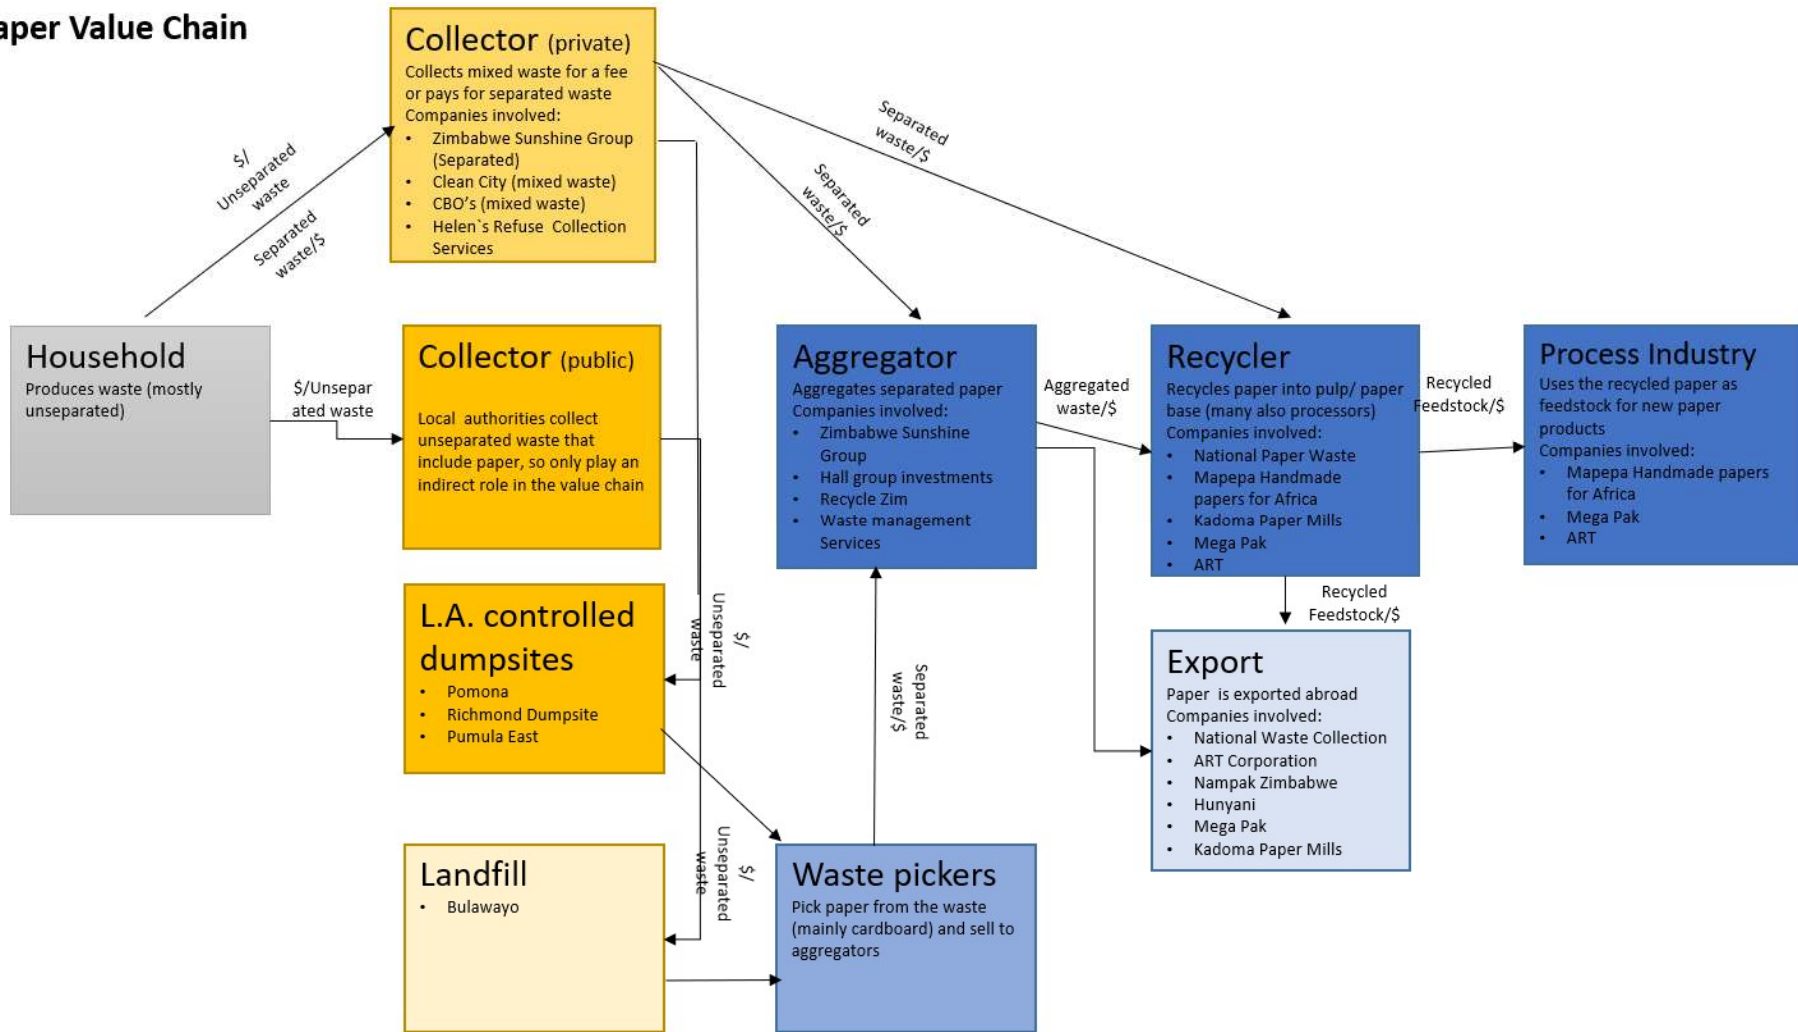 aper Value Chain
Collector (private)
Collects mixed waste for a fee
or pays for separated waste
Companies involved:
• Zimbabwe Sunshine Group
(Separated)
• Clean City (mixed waste)
• CBO's (mixed waste)
• Helen`s Refuse Collection
Services
$/
Unseparated
waste
Separated
waste/$
Separated
waste/$
Separated
waste/$
Household
Produces waste (mostly
unseparated)
$/Unsepar
ated waste
Collector (public)
Local authorities collect
unseparated waste that
include paper, so only play an
indirect role in the value chain
Aggregator
Aggregates separated paper
Companies involved:
• Zimbabwe Sunshine
Group
• Hall group investments
• Recycle Zim
• Waste management
Services
Aggregated
waste/$
Recycler
Recycles paper into pulp/ paper
base (many also processors)
Companies involved:
• National Paper Waste
• Mapepa Handmade
papers for Africa
• Kadoma Paper Mills
• Mega Pak
• ART
Recycled
Feedstock/$
Process Industry
Uses the recycled paper as
feedstock for new paper
products
Companies involved:
• Mapepa Handmade papers
for Africa
• Mega Pak
• ART
L.A. controlled
dumpsites
• Pomona
• Richmond Dumpsite
• Pumula East
$/
Unseparated
waste
Separated
waste/$
Recycled
Feedstock/$
Export
Paper is exported abroad
Companies involved:
• National Waste Collection
• ART Corporation
• Nampak Zimbabwe
• Hunyani
• Mega Pak
• Kadoma Paper Mills
Landfill
• Bulawayo
$/
Unseparated
waste
Waste pickers
Pick paper from the waste
(mainly cardboard) and sell to
aggregators